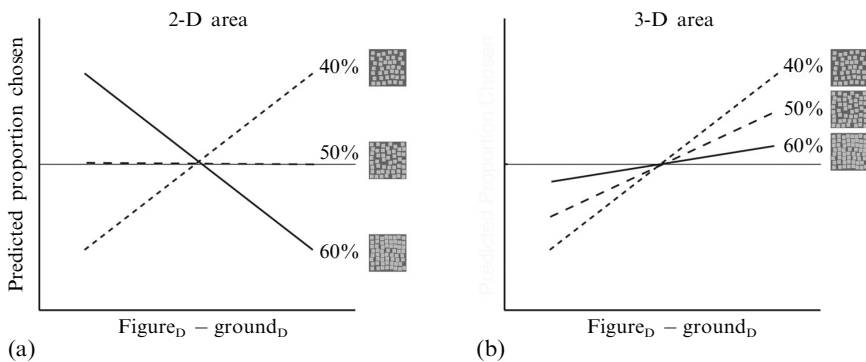 2-D area
Predicted proportion chosen
40%
50%
60%
Figure_D − ground_D
(a)
3-D area
Predicted Proportion Chosen
40%
50%
60%
Figure_D − ground_D
(b)